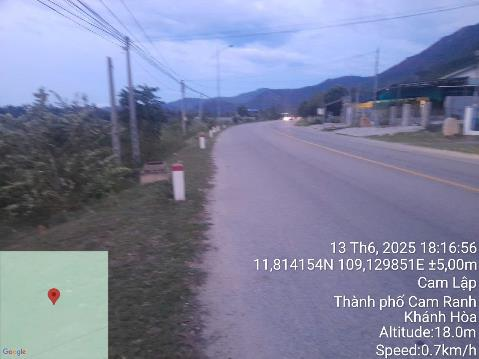 13 Th6, 2025 18:16:56
11,814154N 109,129851E ±5,00m
Cam Lập
Thành phố Cam Ranh
Khánh Hòa
Altitude:18.0m
Speed:0.7km/h
Google